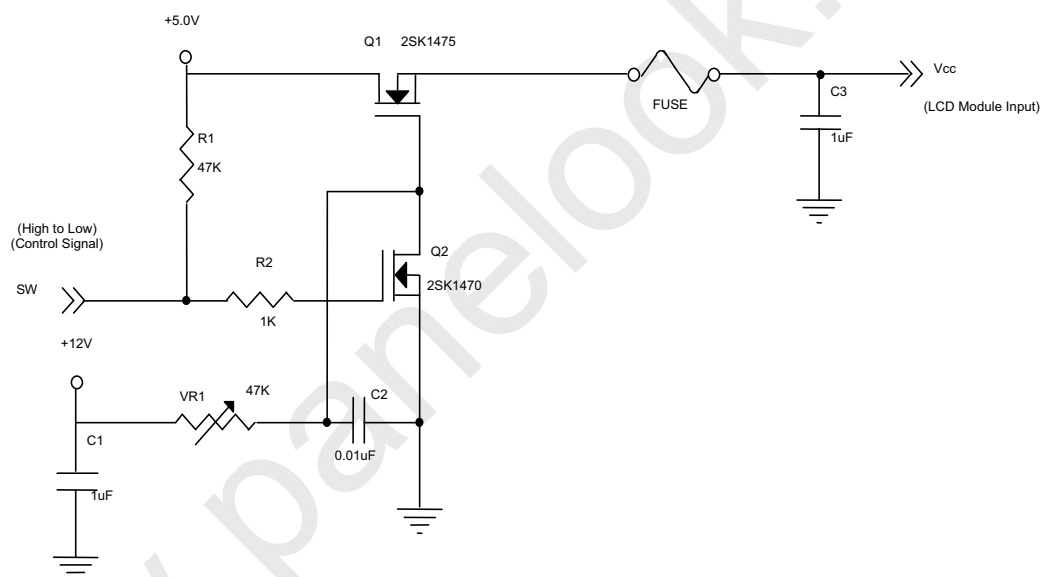 +5.0V
Q1 2SK1475
Vcc
(LCD Module Input)
C3
FUSE
1uF
R1
47K
(High to Low)
(Control Signal)
SW
R2
1K
Q2
2SK1470
+12V
VR1
47K
C2
0.01uF
C1
1uF
panelook.